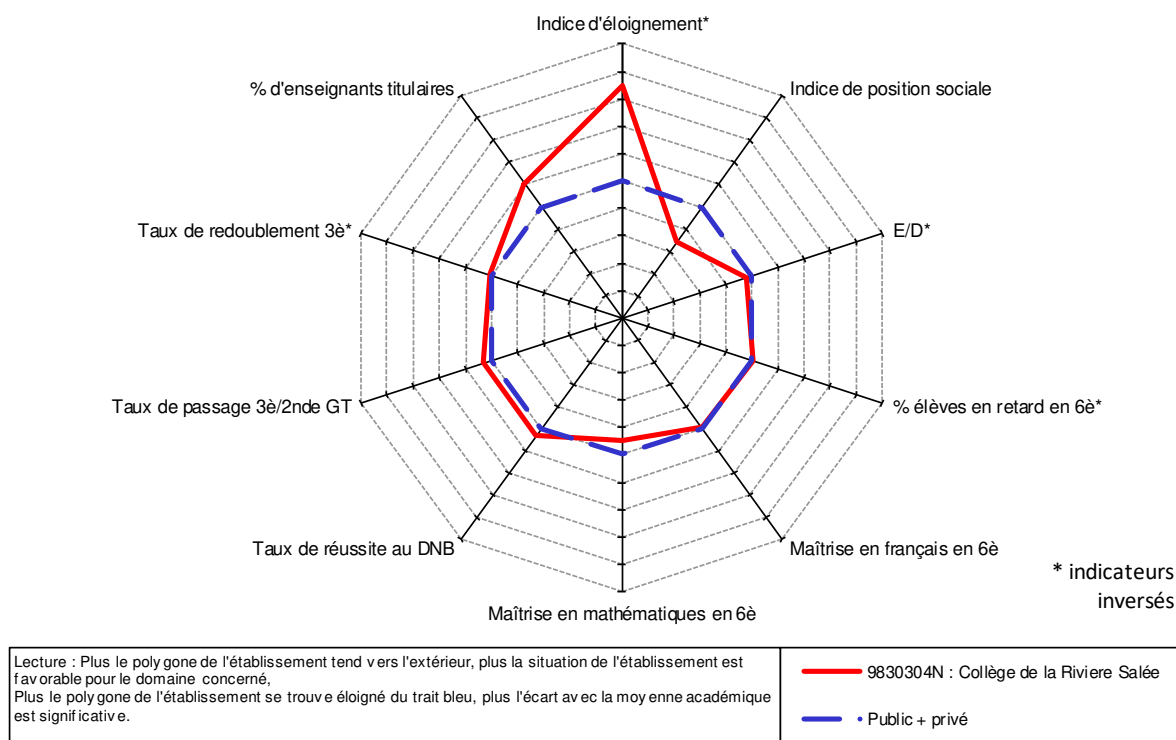 Indice d'éloignement*
% d'enseignants titulaires
Indice de position sociale
Taux de redoublement 3è*
E/D*
Taux de passage 3è/2nde GT
% élèves en retard en 6è*
Taux de réussite au DNB
Maîtrise en français en 6è
Maîtrise en mathématiques en 6è
* indicateurs
inversés
Lecture : Plus le polygone de l'établissement tend vers l'extérieur, plus la situation de l'établissement est
favorable pour le domaine concerné,
Plus le polygone de l'établissement se trouve éloigné du trait bleu, plus l'écart avec la moyenne académique
est significative.
9830304N : Collège de la Riviere Salée
Public + privé